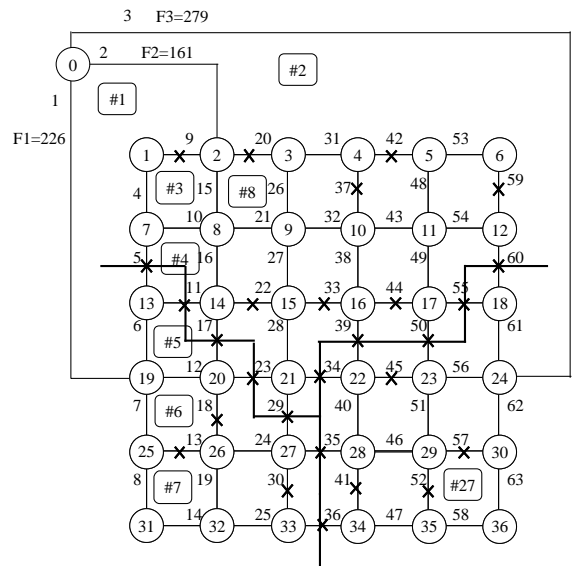 3 F3=279
0 2 F2=161 #2
1 #1
F1=226
9 20 31 42 53
1 2 3 4 5 6
4 #3 15 #8 26 37 48 59
10 21 32 43 54
7 8 9 10 11 12
5 #4 16 27 38 49 60
11 22 33 44 55
13 14 15 16 17 18
6 #5 17 28 39 50 61
12 23 34 45 56
19 20 21 22 23 24
7 #6 18 29 40 51 62
13 24 35 46 57
25 26 27 28 29 30
8 #7 19 30 41 52 #27 63
14 25 36 47 58
31 32 33 34 35 36